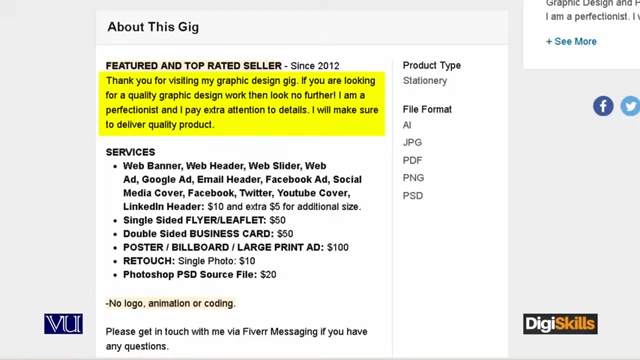 About This Gig
FEATURED AND TOP RATED SELLER - Since 2012
Thank you for visiting my graphic design gig. If you are looking
for a quality graphic design work then look no further! I am a
perfectionist and I pay extra attention to details. I will make sure
to deliver quality product.
SERVICES
• Web Banner, Web Header, Web Slider, Web
Ad, Google Ad, Email Header, Facebook Ad, Social
Media Cover, Facebook, Twitter, Youtube Cover,
LinkedIn Header: $10 and extra $5 for additional size.
• Single Sided FLYER/LEAFLET: $50
• Double Sided BUSINESS CARD: $50
• POSTER / BILLBOARD / LARGE PRINT AD: $100
• RETOUCH: Single Photo: $10
• Photoshop PSD Source File: $20
-No logo, animation or coding.
Please get in touch with me via Fiverr Messaging if you have
any questions.
Product Type
Stationery
File Format
AI
JPG
PDF
PNG
PSD
Graphic Design and P
I am a perfectionist. I
+ See More
VU
DigiSkills